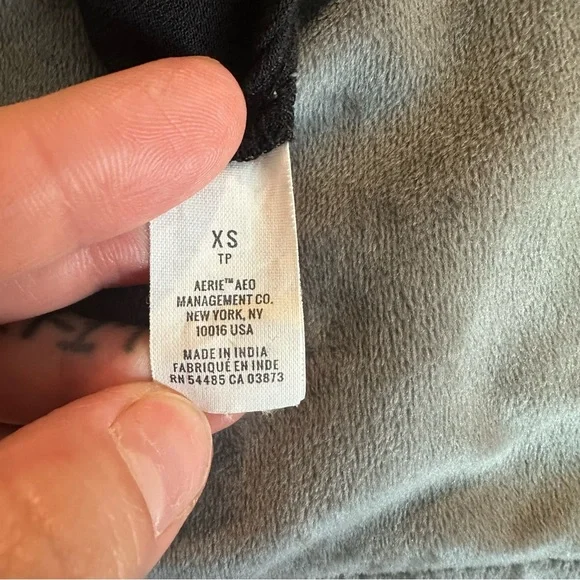 XS
TP
AERIE™ AEO
MANAGEMENT CO.
NEW YORK, NY
10016 USA
MADE IN INDIA
FABRIQUÉ EN INDE
RN 54485 CA 03873